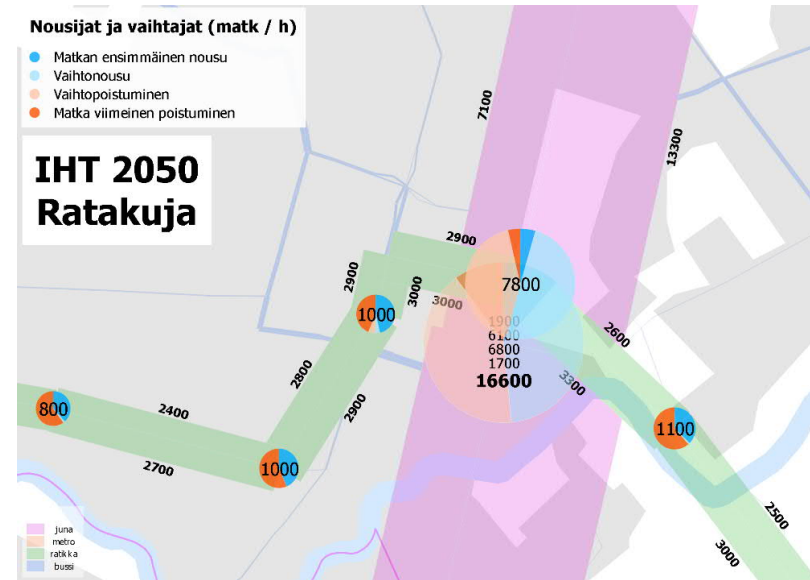 Nousijat ja vaihtajat (matk / h)
Matkan ensimmäinen nousu
Vaihtonousu
Vaihtopoistuminen
Matka viimeinen poistuminen
IHT 2050
Ratakuja
7100
13300
2900
2900
3000
3000
7800
1000
1900
6100
6800
1700
16600
2600
3300
2800
2900
800
2400
2700
1000
1100
2500
3000
juna
metro
ratikka
bussi